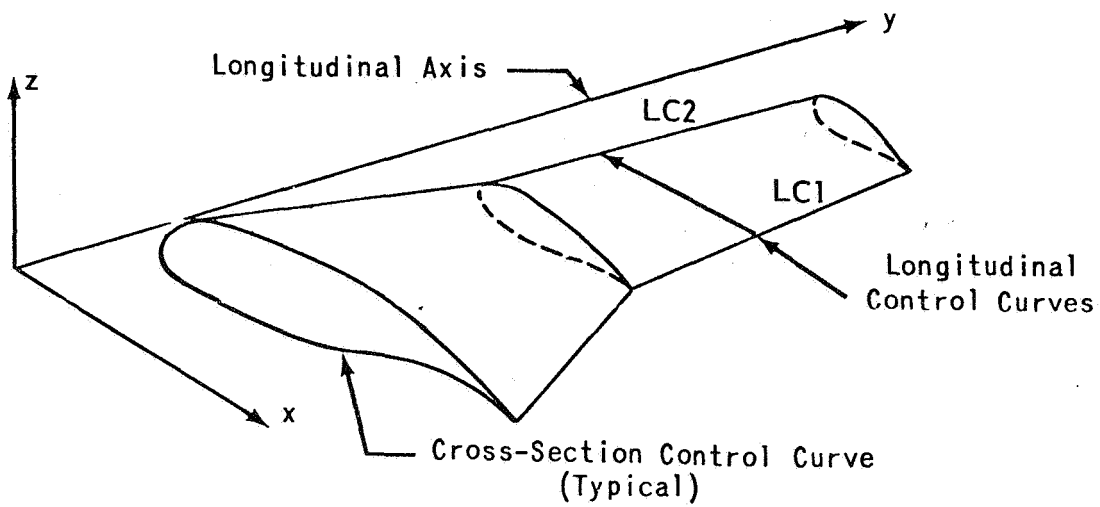 y
Longitudinal Axis
z
LC2
LC1
Longitudinal
Control Curves
x
Cross-Section Control Curve
(Typical)